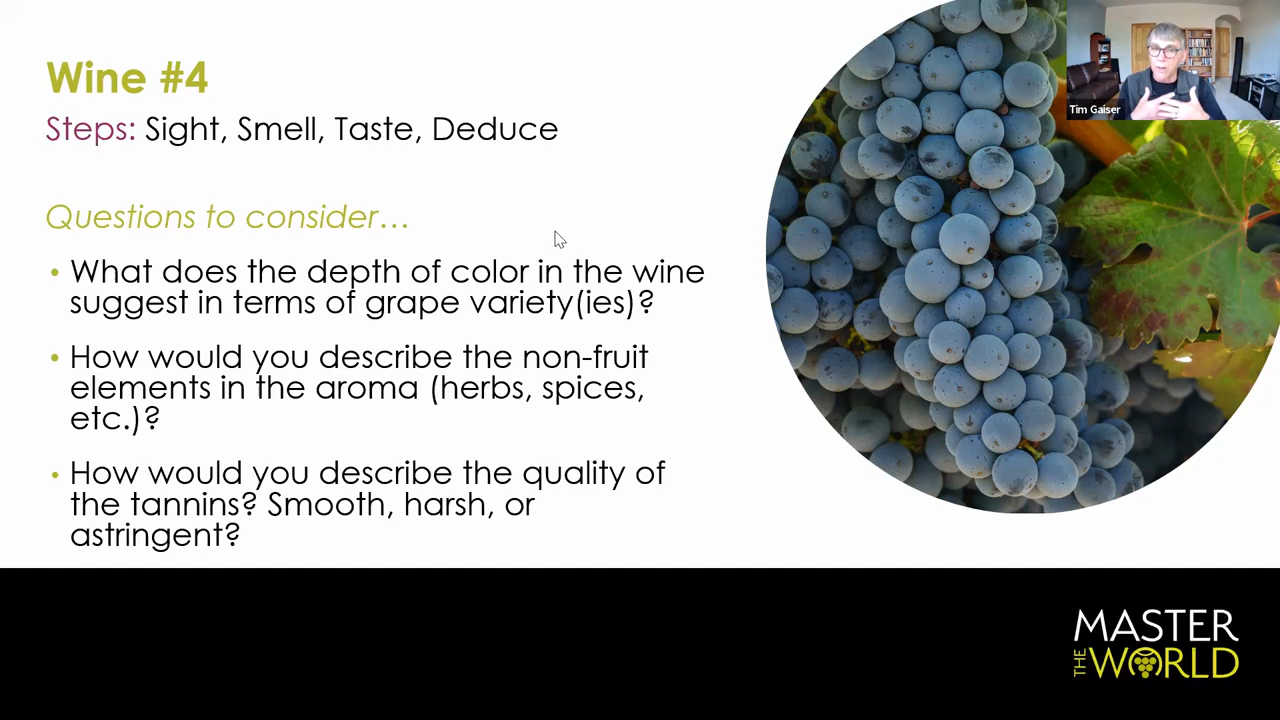 Wine #4
Steps: Sight, Smell, Taste, Deduce
Questions to consider…
• What does the depth of color in the wine
suggest in terms of grape variety(ies)?
• How would you describe the non-fruit
elements in the aroma (herbs, spices,
etc.)?
• How would you describe the quality of
the tannins? Smooth, harsh, or
astringent?
Tim Gaiser
MASTER
THE WORLD